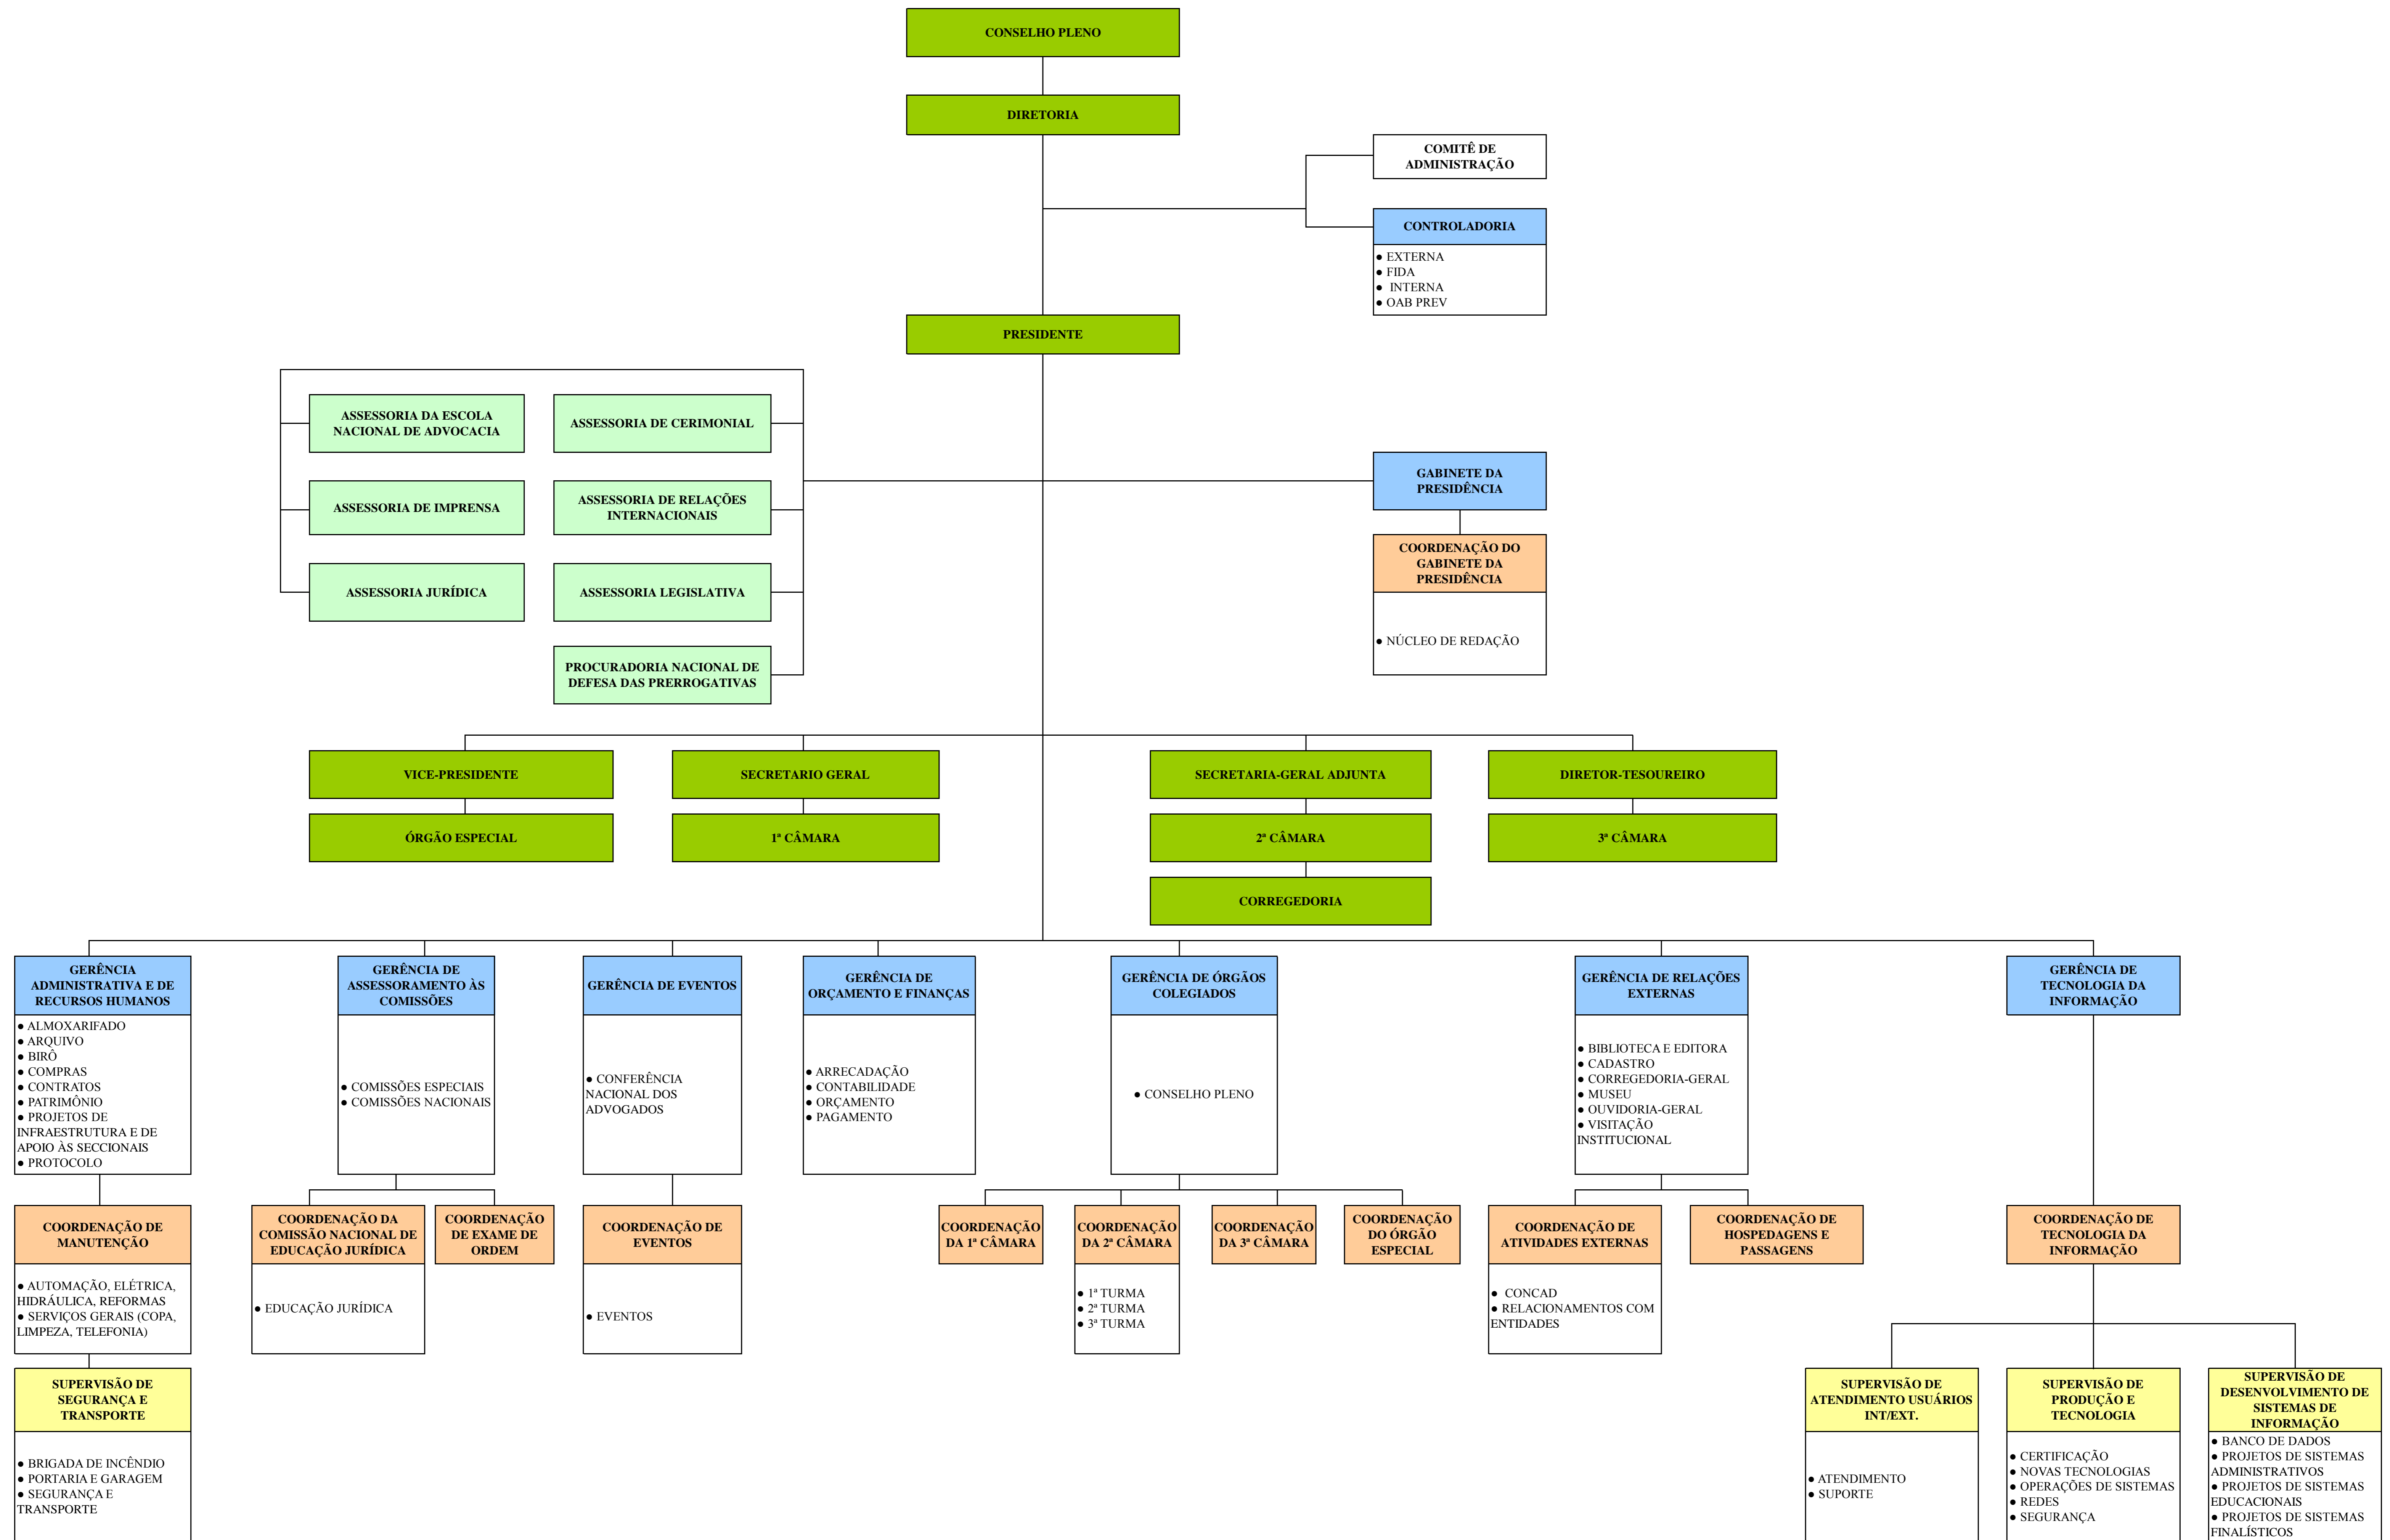 CONSELHO PLENO
DIRETORIA
COMITÊ DE
ADMINISTRAÇÃO
CONTROLADORIA
● EXTERNA
● FIDA
● INTERNA
● OAB PREV
PRESIDENTE
ASSESSORIA DA ESCOLA
NACIONAL DE ADVOCACIA
ASSESSORIA DE CERIMONIAL
ASSESSORIA DE IMPRENSA
ASSESSORIA DE RELAÇÕES
INTERNACIONAIS
ASSESSORIA JURÍDICA
ASSESSORIA LEGISLATIVA
PROCURADORIA NACIONAL DE
DEFESA DAS PRERROGATIVAS
GABINETE DA
PRESIDÊNCIA
COORDENAÇÃO DO
GABINETE DA
PRESIDÊNCIA
● NÚCLEO DE REDAÇÃO
VICE-PRESIDENTE
SECRETARIO GERAL
SECRETARIA-GERAL ADJUNTA
DIRETOR-TESOUREIRO
ÓRGÃO ESPECIAL
1ª CÂMARA
2ª CÂMARA
3ª CÂMARA
CORREGEDORIA
GERÊNCIA
ADMINISTRATIVA E DE
RECURSOS HUMANOS
● ALMOXARIFADO
● ARQUIVO
● BIRÔ
● COMPRAS
● CONTRATOS
● PATRIMÔNIO
● PROJETOS DE
INFRAESTRUTURA E DE
APOIO ÀS SECCIONAIS
● PROTOCOLO
GERÊNCIA DE
ASSESSORAMENTO ÀS
COMISSÕES
● COMISSÕES ESPECIAIS
● COMISSÕES NACIONAIS
GERÊNCIA DE EVENTOS
● CONFERÊNCIA
NACIONAL DOS
ADVOGADOS
GERÊNCIA DE
ORÇAMENTO E FINANÇAS
● ARRECADAÇÃO
● CONTABILIDADE
● ORÇAMENTO
● PAGAMENTO
GERÊNCIA DE ÓRGÃOS
COLEGIADOS
● CONSELHO PLENO
GERÊNCIA DE RELAÇÕES
EXTERNAS
● BIBLIOTECA E EDITORA
● CADASTRO
● CORREGEDORIA-GERAL
● MUSEU
● OUVIDORIA-GERAL
● VISITAÇÃO
INSTITUCIONAL
GERÊNCIA DE
TECNOLOGIA DA
INFORMAÇÃO
COORDENAÇÃO DE
MANUTENÇÃO
● AUTOMAÇÃO, ELÉTRICA,
HIDRÁULICA, REFORMAS
● SERVIÇOS GERAIS (COPA,
LIMPEZA, TELEFONIA)
COORDENAÇÃO DA
COMISSÃO NACIONAL DE
EDUCAÇÃO JURÍDICA
● EDUCAÇÃO JURÍDICA
COORDENAÇÃO
DE EXAME DE
ORDEM
COORDENAÇÃO DE
EVENTOS
● EVENTOS
COORDENAÇÃO
DA 1ª CÂMARA
COORDENAÇÃO
DA 2ª CÂMARA
● 1ª TURMA
● 2ª TURMA
● 3ª TURMA
COORDENAÇÃO
DA 3ª CÂMARA
COORDENAÇÃO
DO ÓRGÃO
ESPECIAL
COORDENAÇÃO DE
ATIVIDADES EXTERNAS
● CONCAD
● RELACIONAMENTOS COM
ENTIDADES
COORDENAÇÃO DE
HOSPEDAGENS E
PASSAGENS
COORDENAÇÃO DE
TECNOLOGIA DA
INFORMAÇÃO
SUPERVISÃO DE
SEGURANÇA E
TRANSPORTE
● BRIGADA DE INCÊNDIO
● PORTARIA E GARAGEM
● SEGURANÇA E
TRANSPORTE
SUPERVISÃO DE
ATENDIMENTO USUÁRIOS
INT/EXT.
● ATENDIMENTO
● SUPORTE
SUPERVISÃO DE
PRODUÇÃO E
TECNOLOGIA
● CERTIFICAÇÃO
● NOVAS TECNOLOGIAS
● OPERAÇÕES DE SISTEMAS
● REDES
● SEGURANÇA
SUPERVISÃO DE
DESENVOLVIMENTO DE
SISTEMAS DE
INFORMAÇÃO
● BANCO DE DADOS
● PROJETOS DE SISTEMAS
ADMINISTRATIVOS
● PROJETOS DE SISTEMAS
EDUCACIONAIS
● PROJETOS DE SISTEMAS
FINALÍSTICOS